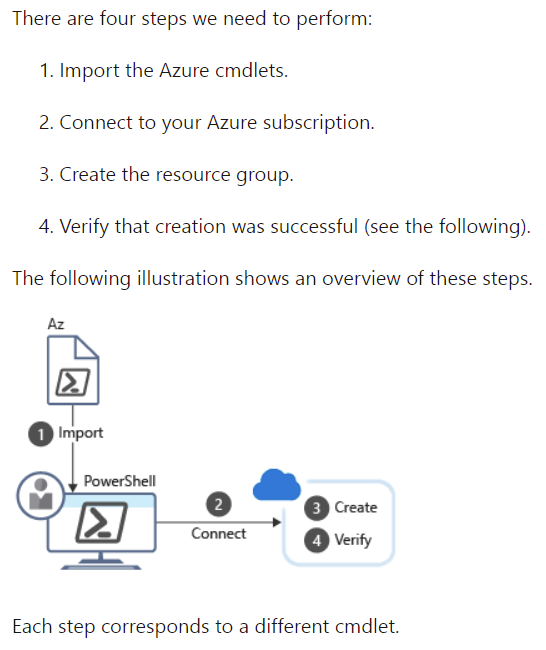 There are four steps we need to perform:
1. Import the Azure cmdlets.
2. Connect to your Azure subscription.
3. Create the resource group.
4. Verify that creation was successful (see the following).
The following illustration shows an overview of these steps.
Az
1 Import
PowerShell
2
Connect
3 Create
4 Verify
Each step corresponds to a different cmdlet.